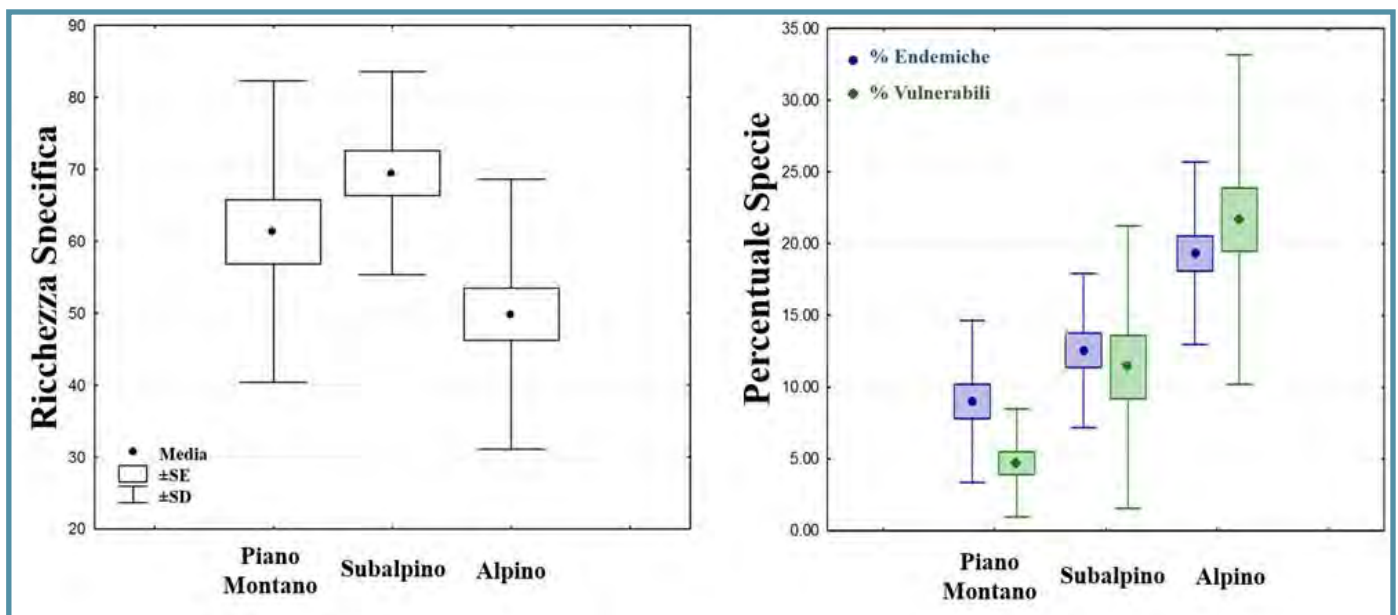 Ricchezza Specifica
90
80
70
60
50
40
30
20
Media
±SE
±SD
Piano
Montano
Subalpino
Alpino
Percentuale Specie
35.00
30.00
25.00
20.00
15.00
10.00
5.00
0.00
% Endemiche
% Vulnerabili
Piano
Montano
Subalpino
Alpino